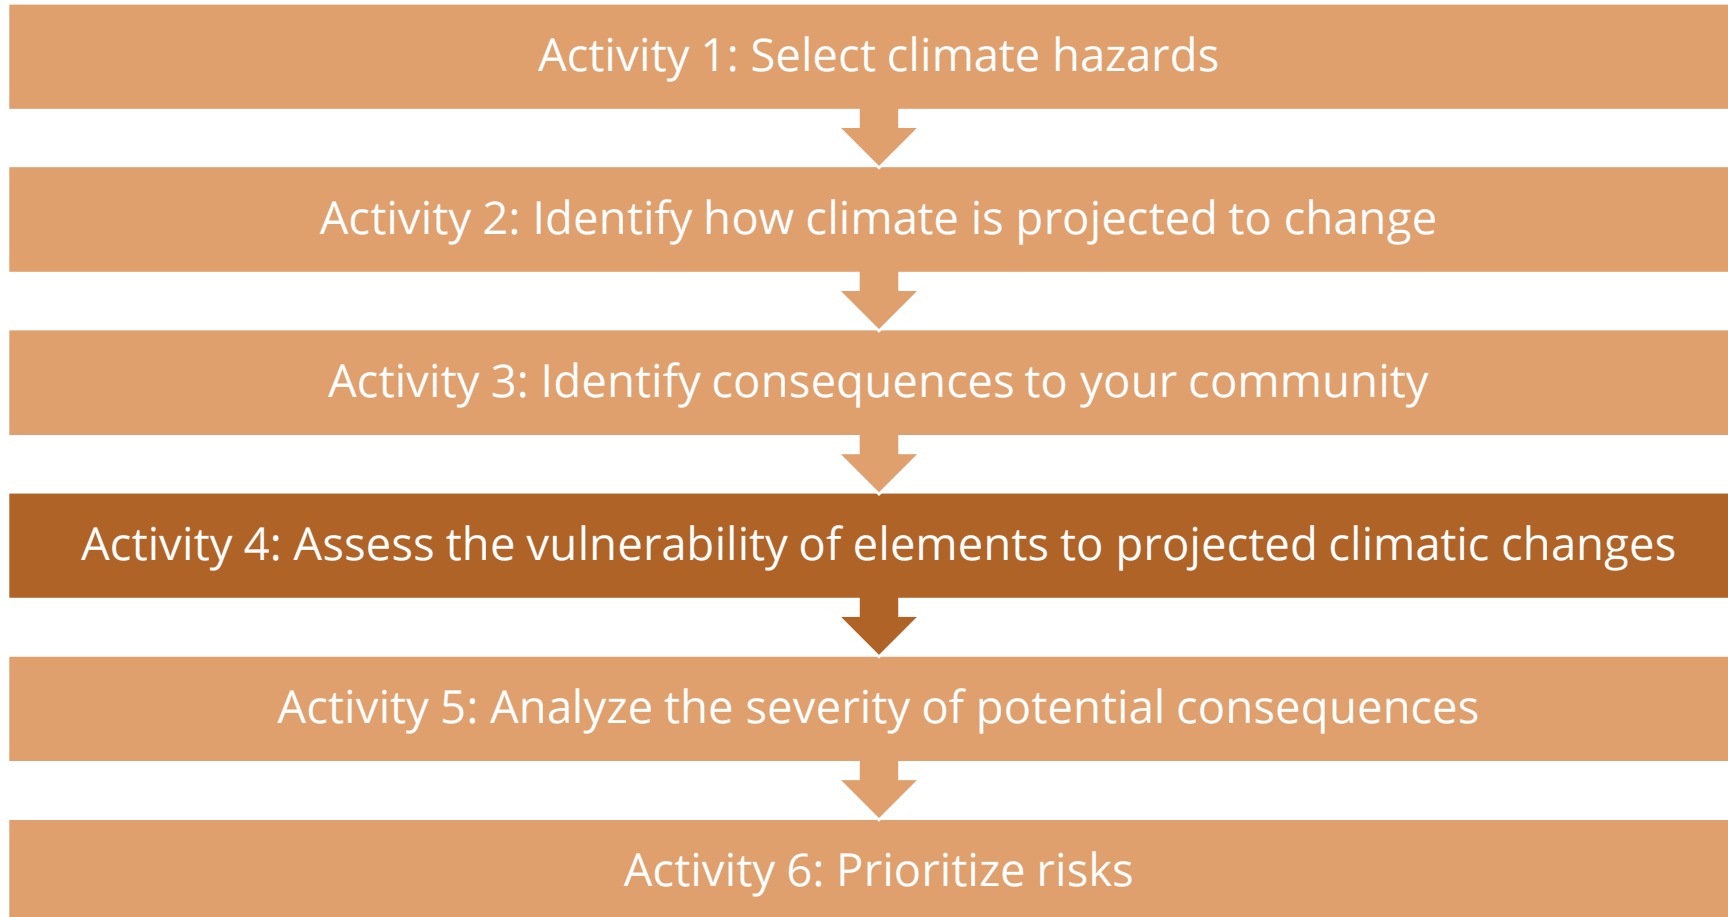 Activity 1: Select climate hazards
Activity 2: Identify how climate is projected to change
Activity 3: Identify consequences to your community
Activity 4: Assess the vulnerability of elements to projected climatic changes
Activity 5: Analyze the severity of potential consequences
Activity 6: Prioritize risks